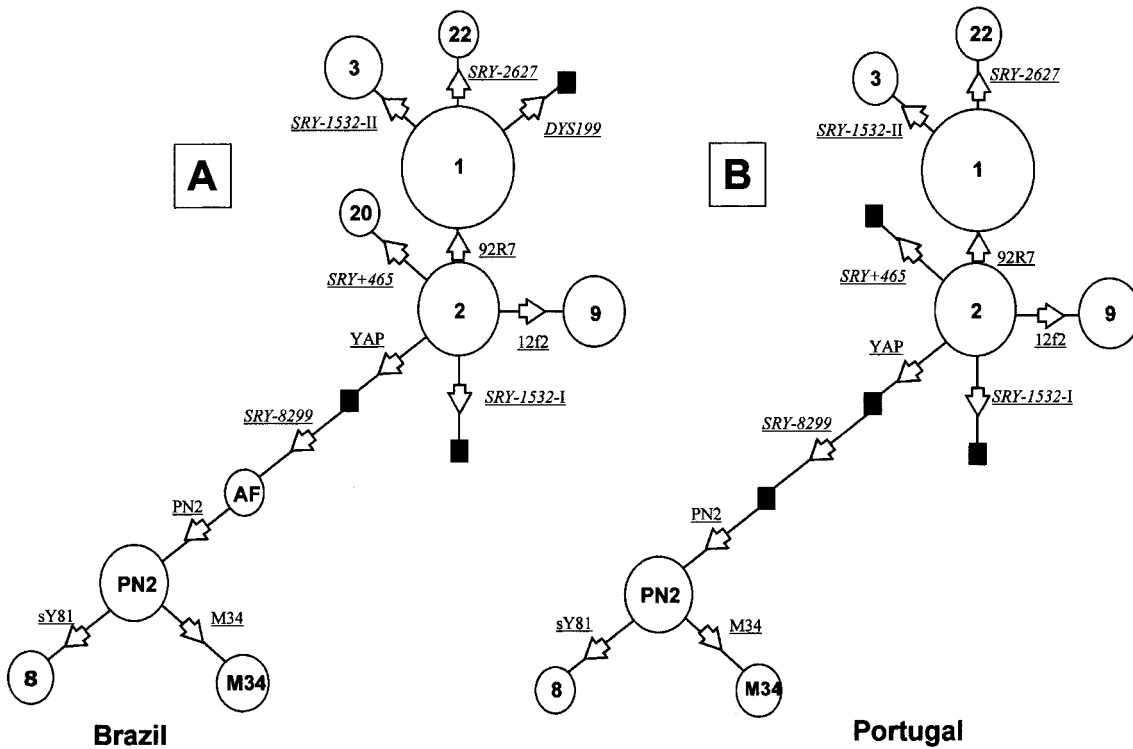 22
3
SRY-2627
SRY-1532-II
DYS199
A
1
20
92R7
SRY+465
2
9
12f2
YAP
SRY-1532-I
SRY-8299
AF
PN2
PN2
sY81
M34
8
M34
Brazil
22
3
SRY-2627
SRY-1532-II
B
1
92R7
SRY+465
2
9
12f2
YAP
SRY-1532-I
SRY-8299
PN2
PN2
sY81
M34
8
M34
Portugal